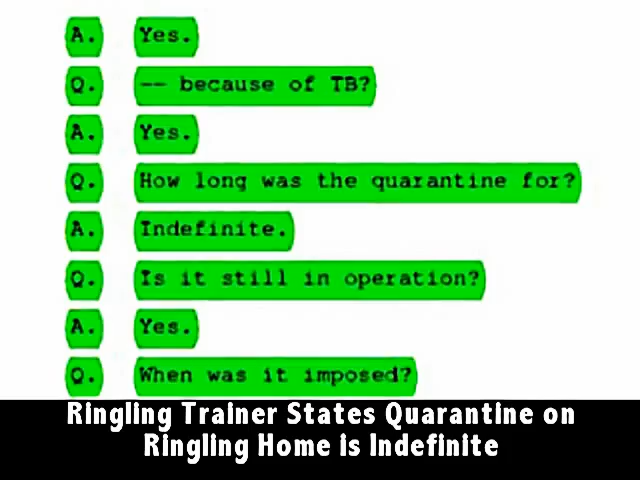 A. Yes.
Q. -- because of TB?
A. Yes.
Q. How long was the quarantine for?
A. Indefinite.
Q. Is it still in operation?
A. Yes.
Q. When was it imposed?
Ringling Trainer States Quarantine on
Ringling Home is Indefinite